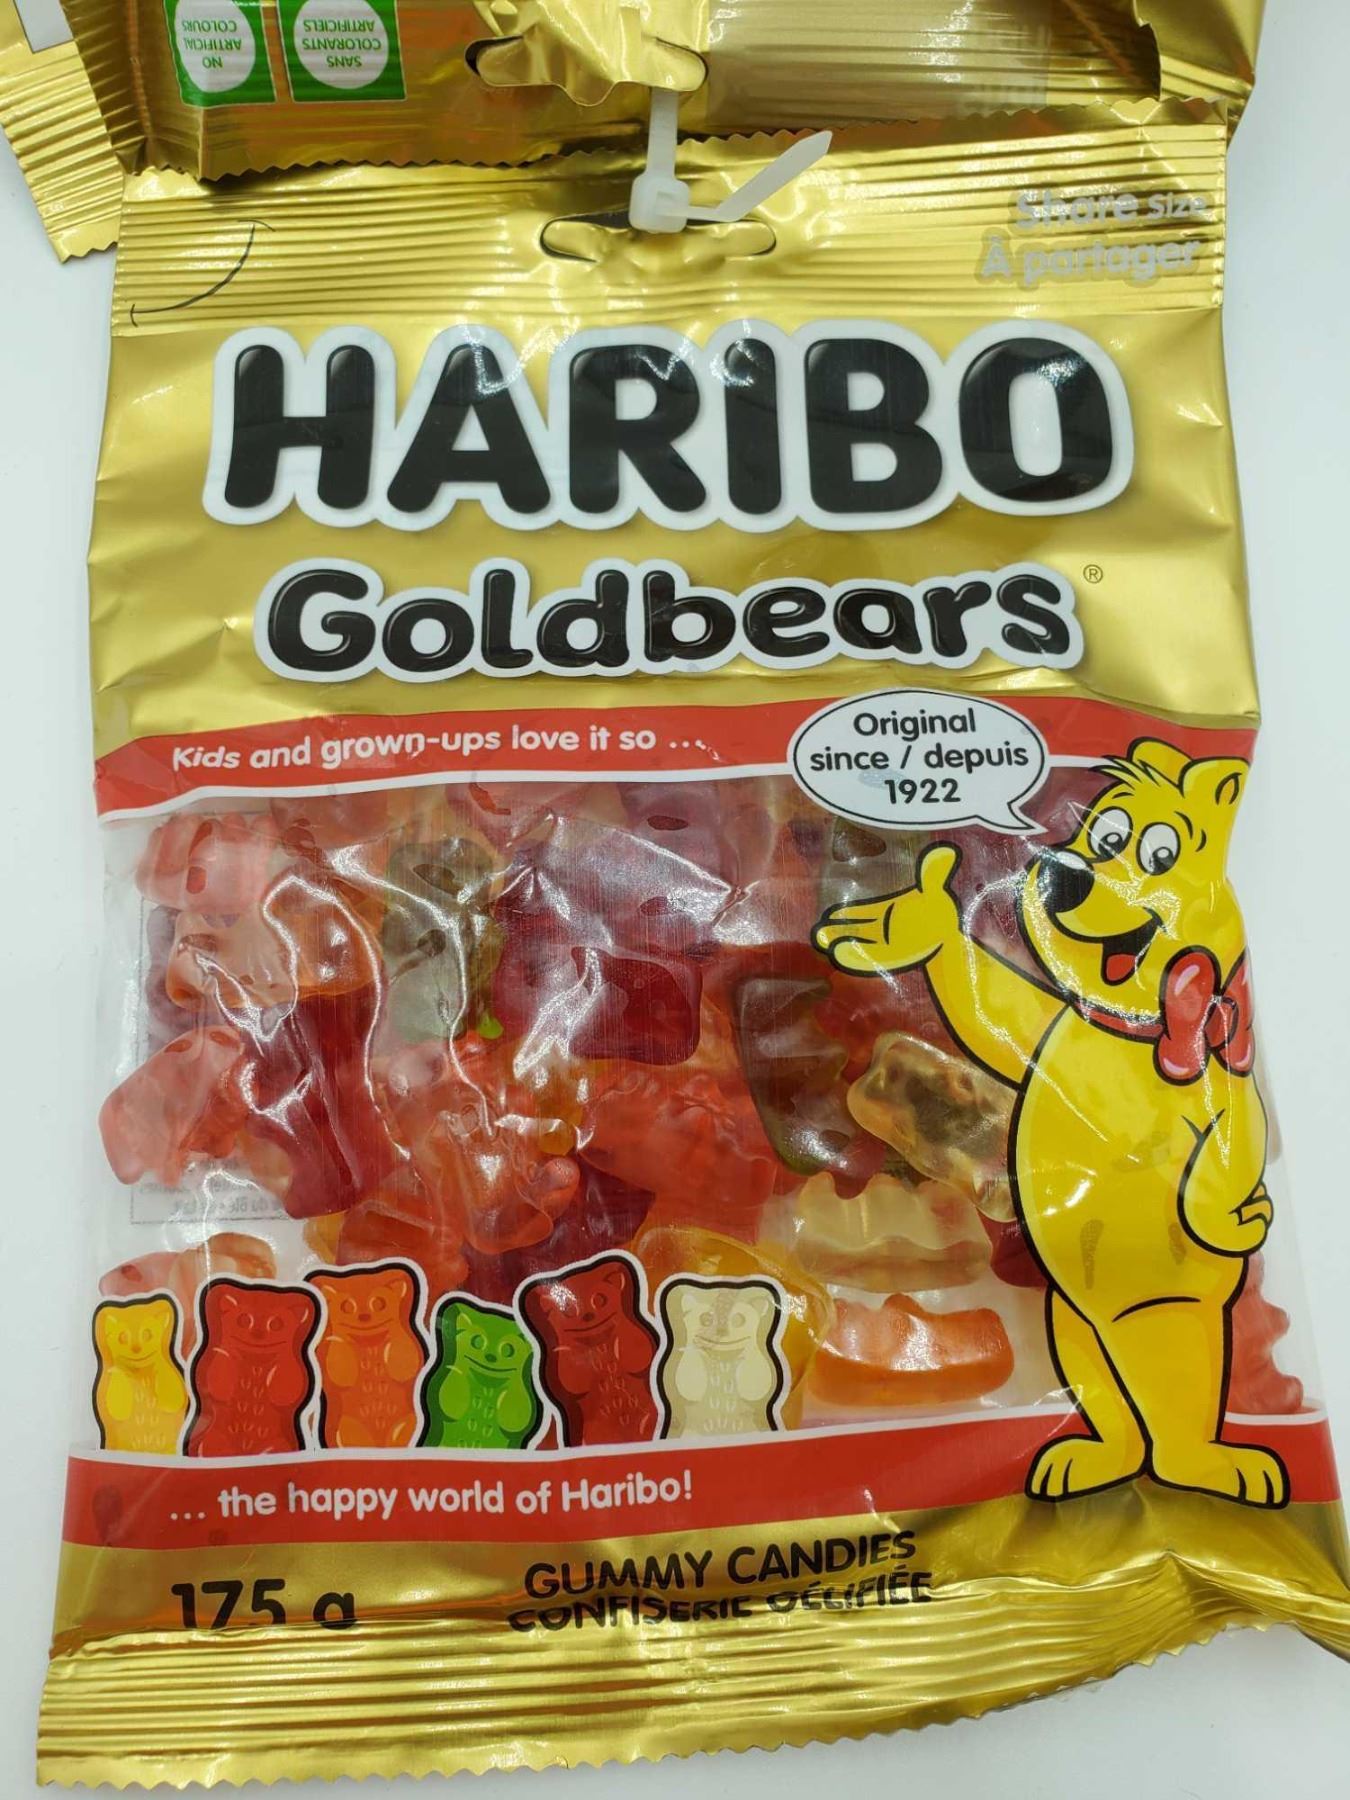 NO
ARTIFICIAL
COLOURS
SANS
COLORANTS
ARTIFICIELS
Share Size
À partager
HARIBO
Goldbears®
Kids and grown-ups love it so ...
Original
since / depuis
1922
... the happy world of Haribo!
175 g
GUMMY CANDIES
CONFISERIE GÉLIFIÉE